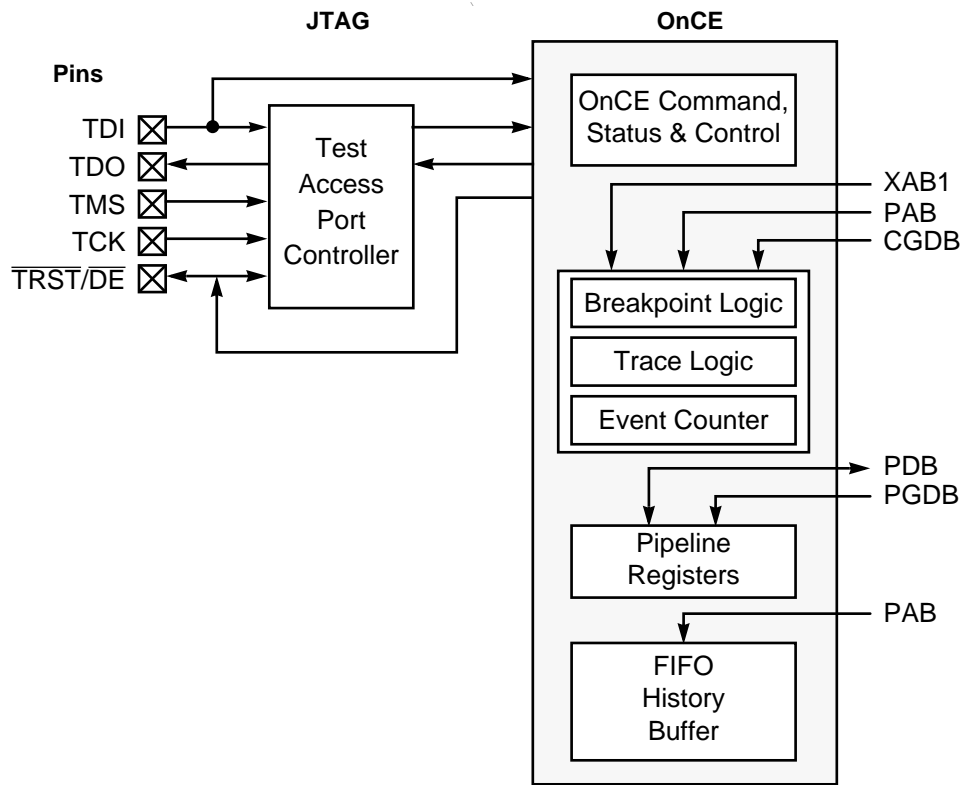 JTAG
OnCE
Pins
TDI
TDO
TMS
TCK
TRST/DE
Test
Access
Port
Controller
OnCE Command,
Status & Control
XAB1
PAB
CGDB
Breakpoint Logic
Trace Logic
Event Counter
PDB
PGDB
Pipeline
Registers
PAB
FIFO
History
Buffer